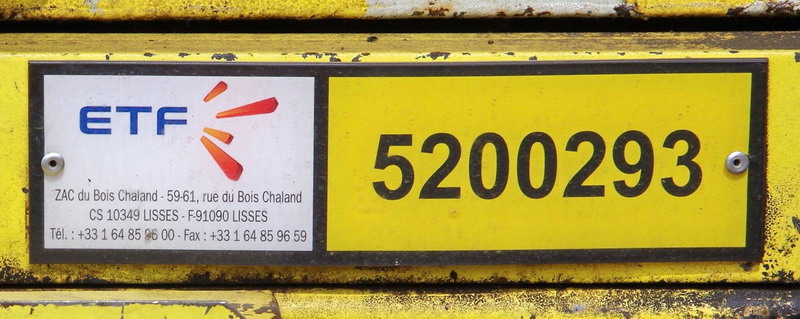 ETF
ZAC du Bois Chaland - 59-61, rue du Bois Chaland
CS 10349 LISSES - F-91090 LISSES
Tél. : +33 1 64 85 96 00 - Fax : +33 1 64 85 96 59
5200293